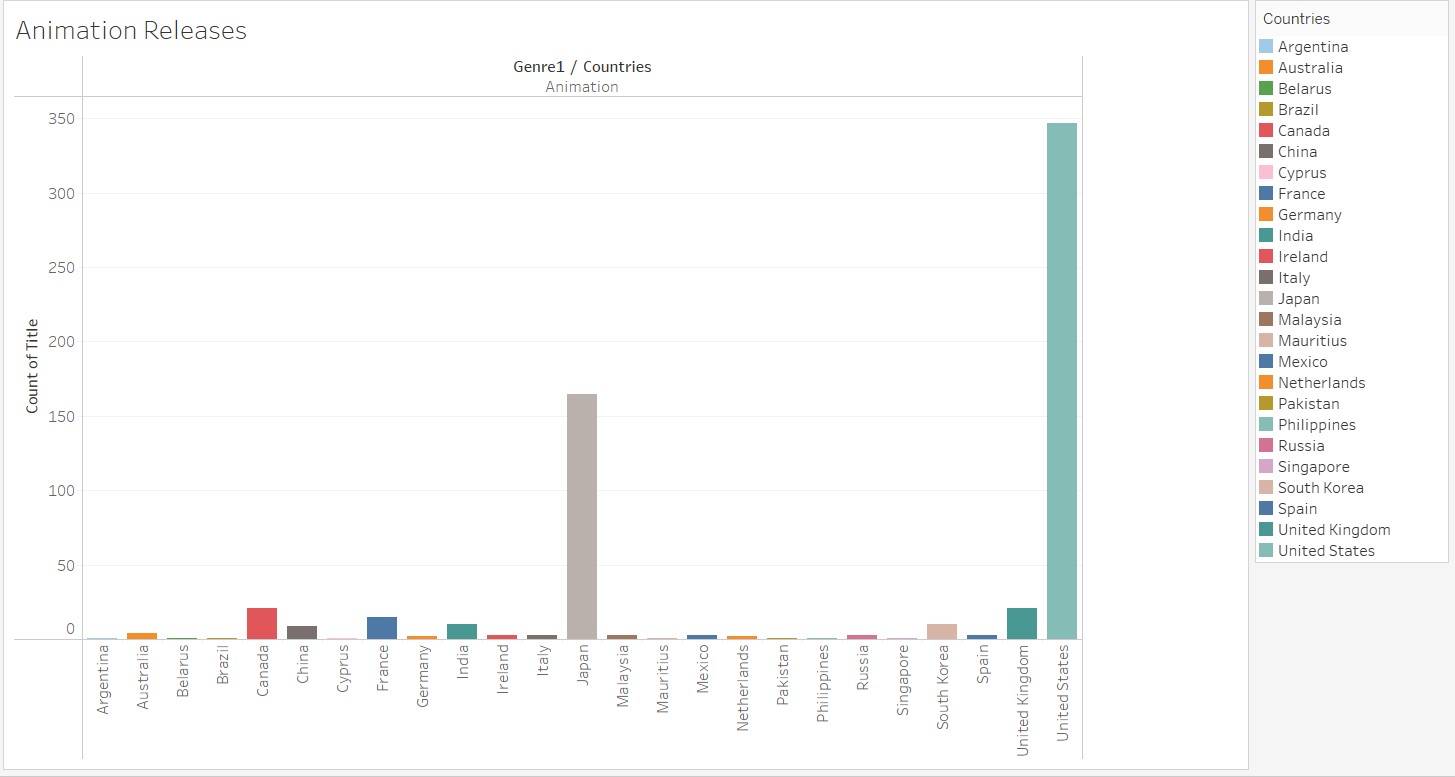 Animation Releases
Genre1 / Countries
Animation
Count of Title
350
300
250
200
150
100
50
0
Argentina
Australia
Belarus
Brazil
Canada
China
Cyprus
France
Germany
India
Ireland
Italy
Japan
Malaysia
Mauritius
Mexico
Netherlands
Pakistan
Philippines
Russia
Singapore
South Korea
Spain
United Kingdom
United States
Countries
Argentina
Australia
Belarus
Brazil
Canada
China
Cyprus
France
Germany
India
Ireland
Italy
Japan
Malaysia
Mauritius
Mexico
Netherlands
Pakistan
Philippines
Russia
Singapore
South Korea
Spain
United Kingdom
United States